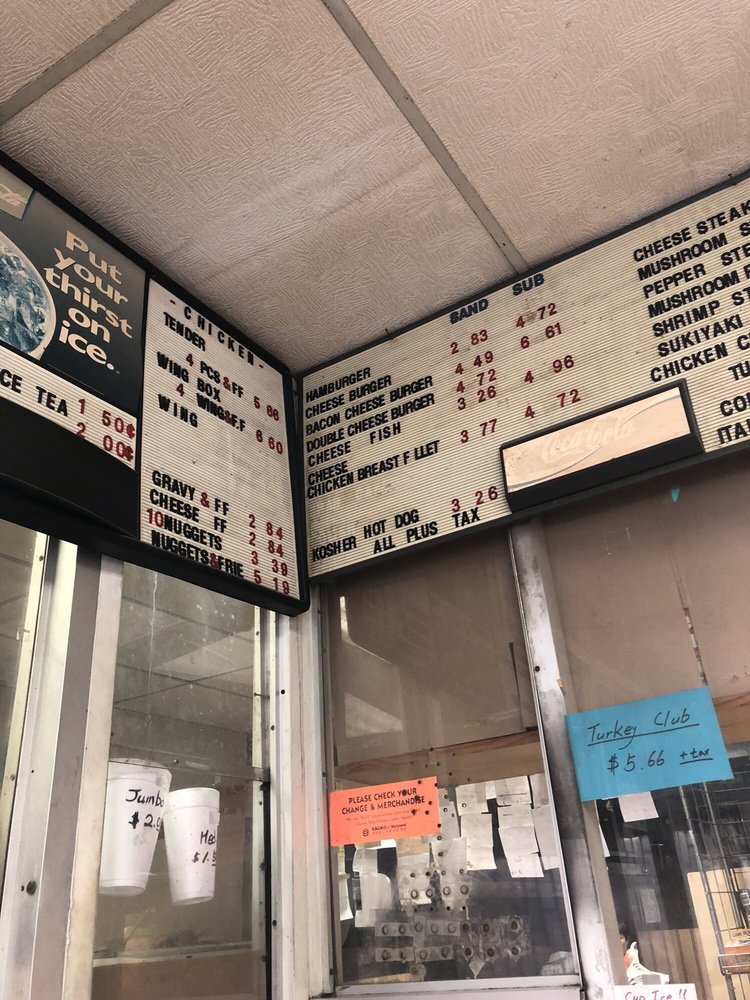 Put
your
thirst
on
ice.
CE TEA 1 50¢
2 00¢
- CHICKEN -
TENDER
4 PCS & FF 5 66
WING BOX
4 WING&FF 6 60
WING
GRAVY & FF 2 84
CHEESE FF 2 84
10NUGGETS 3 39
NUGGETS&FRIE 5 19
SAND SUB
HAMBURGER 2 83 4 72
CHEESE BURGER 4 49 6 61
BACON CHEESE BURGER 4 72
DOUBLE CHEESE BURGER 3 26 4 96
CHEESE FISH
CHEESE 3 77 4 72
CHICKEN BREAST F LLET
KOSHER HOT DOG 3 26
ALL PLUS TAX
Coca-Cola
CHEESE STEAK
MUSHROOM S
PEPPER STE
MUSHROOM
SHRIMP ST
SUKIYAKI
CHICKEN C
TU
CO
ITA
Jumbo
$2.
Med
$1.5
PLEASE CHECK YOUR
CHANGE & MERCHANDISE
Turkey Club
$5.66 +tax
Cup Ice